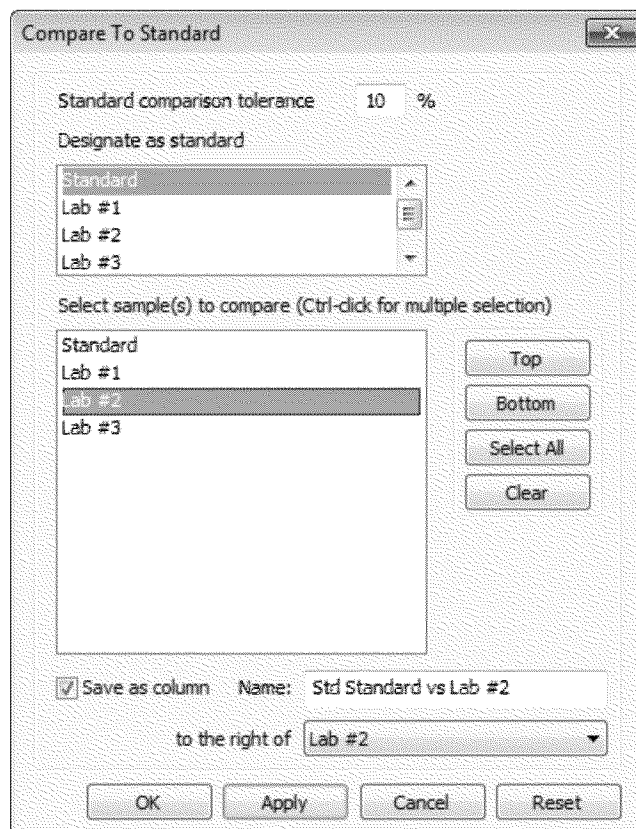 Compare To Standard
Standard comparison tolerance 10 %
Designate as standard
Standard
Lab #1
Lab #2
Lab #3
Select sample(s) to compare (Ctrl-click for multiple selection)
Standard
Lab #1
Lab #2
Lab #3
Top
Bottom
Select All
Clear
Save as column Name: Std Standard vs Lab #2
to the right of Lab #2
OK Apply Cancel Reset